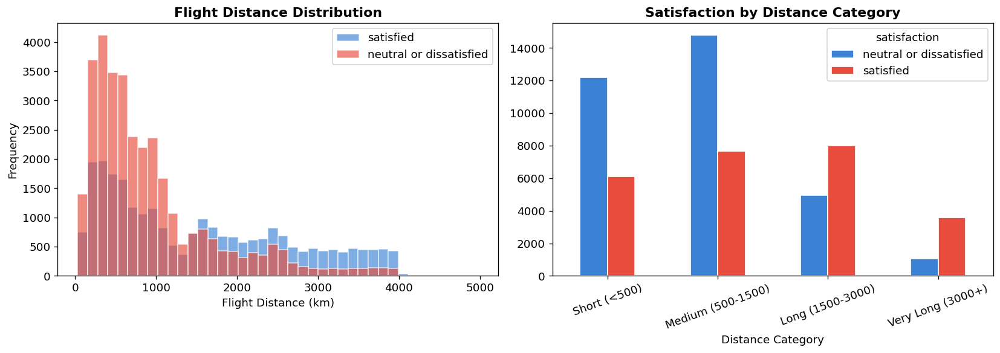 Flight Distance Distribution
satisfied
neutral or dissatisfied
4000
3500
3000
2500
2000
1500
1000
500
0
Frequency
0 1000 2000 3000 4000 5000
Flight Distance (km)
Satisfaction by Distance Category
satisfaction
neutral or dissatisfied
satisfied
14000
12000
10000
8000
6000
4000
2000
0
Short (<500)
Medium (500-1500)
Long (1500-3000)
Very Long (3000+)
Distance Category